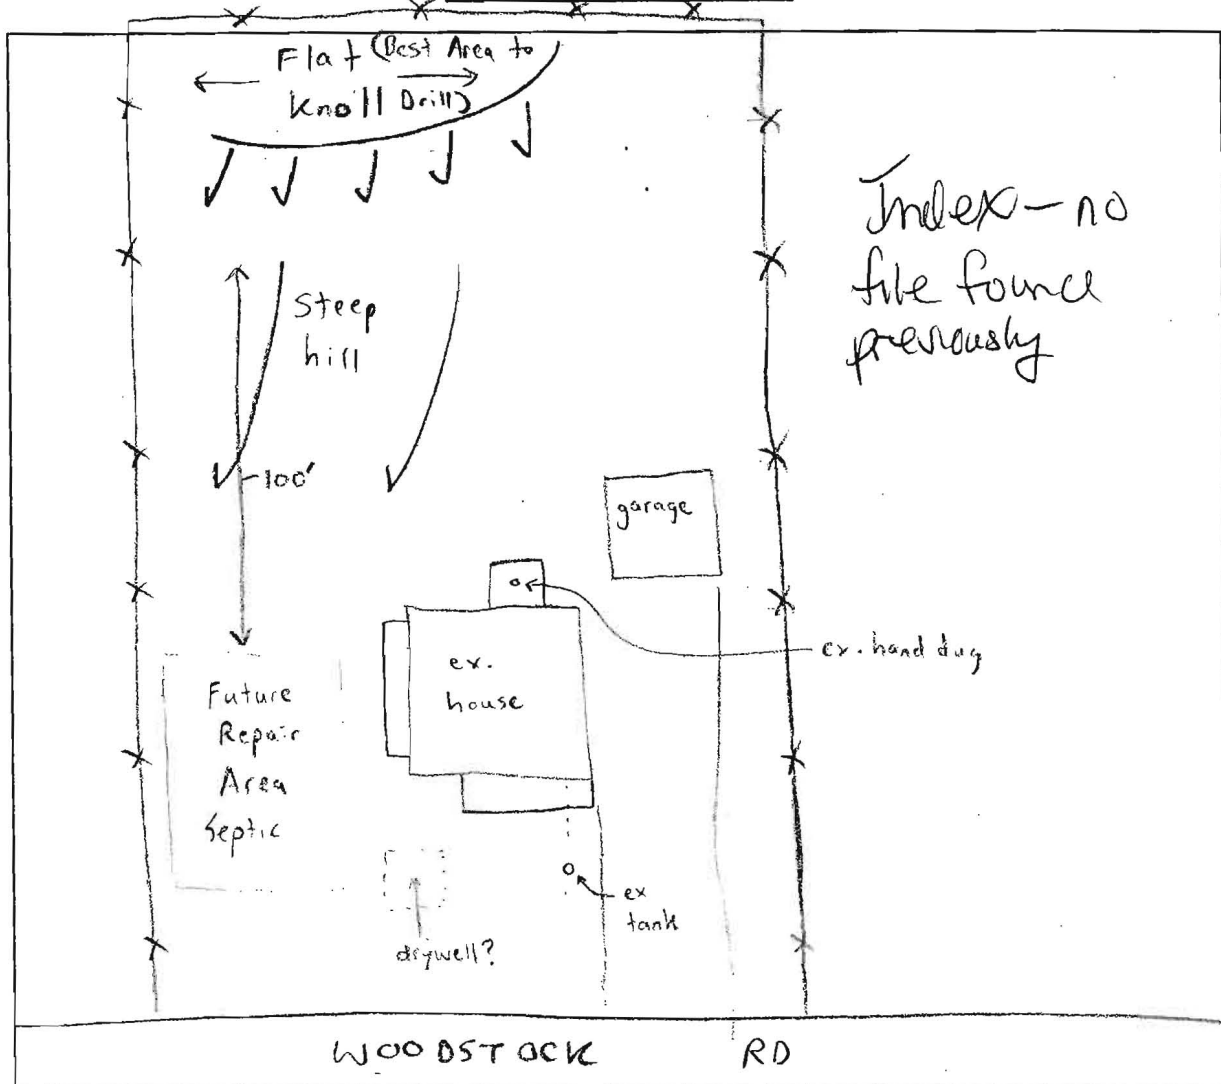 Flat (Best Area to
Knoll Drill)
Index - no
file found
previously
Steep
hill
100'
garage
ex. hand dug
ex.
house
Future
Repair
Area
Septic
ex
tank
drywell?
WOODSTOCK RD